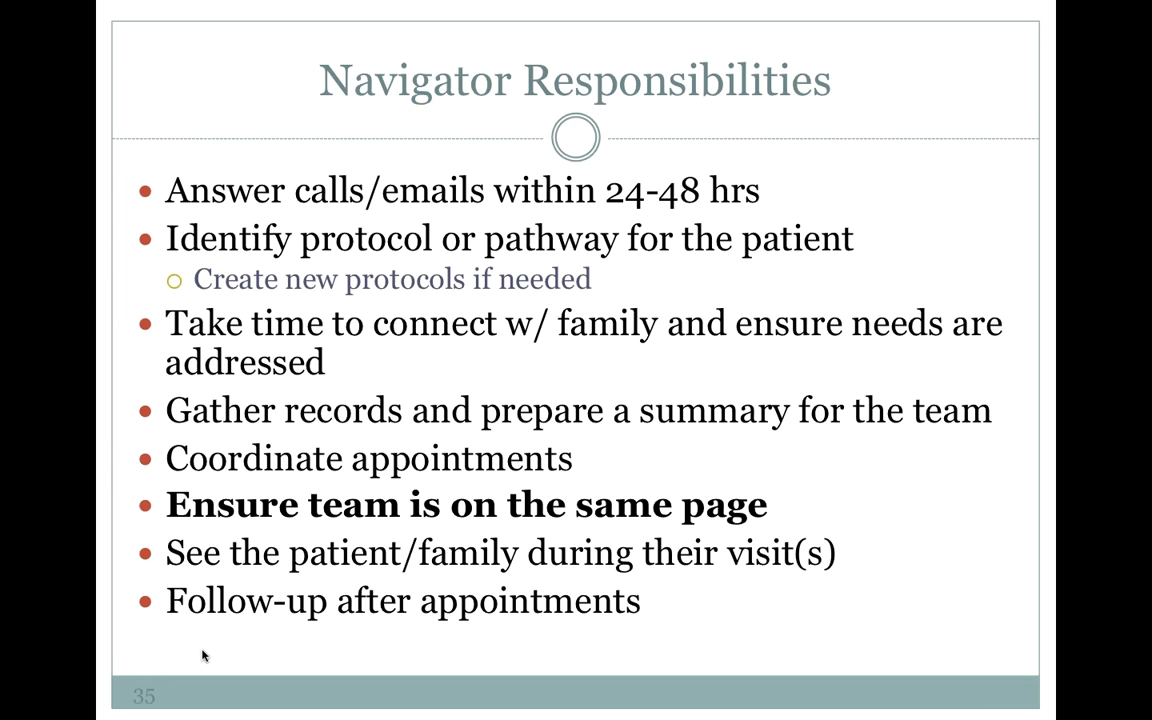 Navigator Responsibilities
• Answer calls/emails within 24-48 hrs
• Identify protocol or pathway for the patient
○ Create new protocols if needed
• Take time to connect w/ family and ensure needs are
addressed
• Gather records and prepare a summary for the team
• Coordinate appointments
• Ensure team is on the same page
• See the patient/family during their visit(s)
• Follow-up after appointments
35